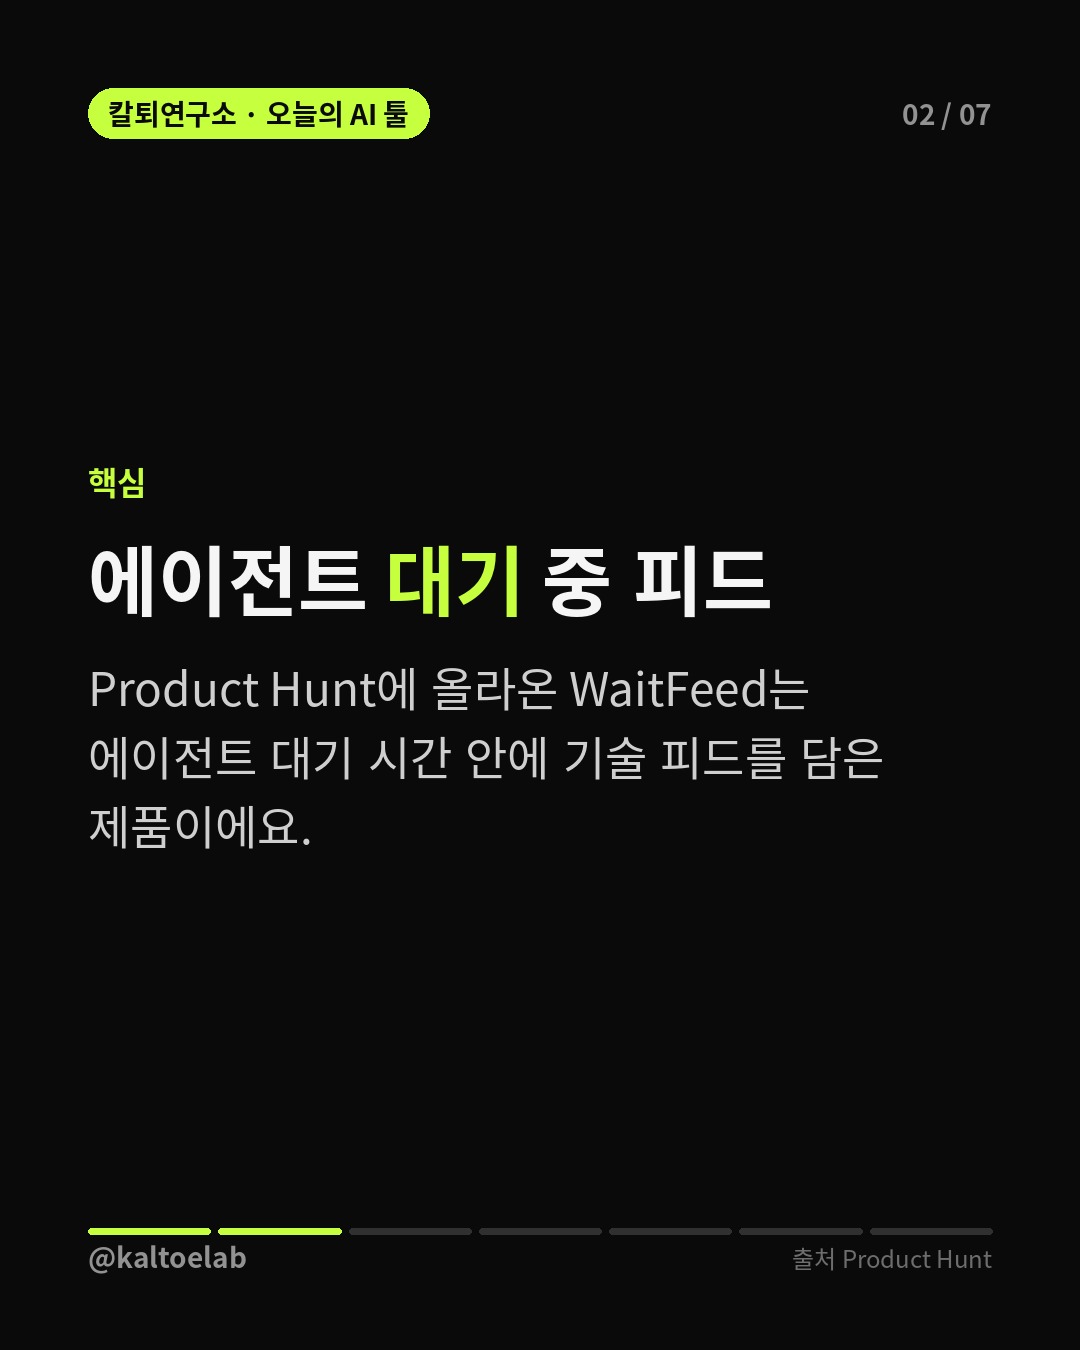 칼퇴연구소 · 오늘의 AI 툴
02 / 07
핵심
에이전트 대기 중 피드
Product Hunt에 올라온 WaitFeed는
에이전트 대기 시간 안에 기술 피드를 담은
제품이에요.
@kaltoelab
출처 Product Hunt